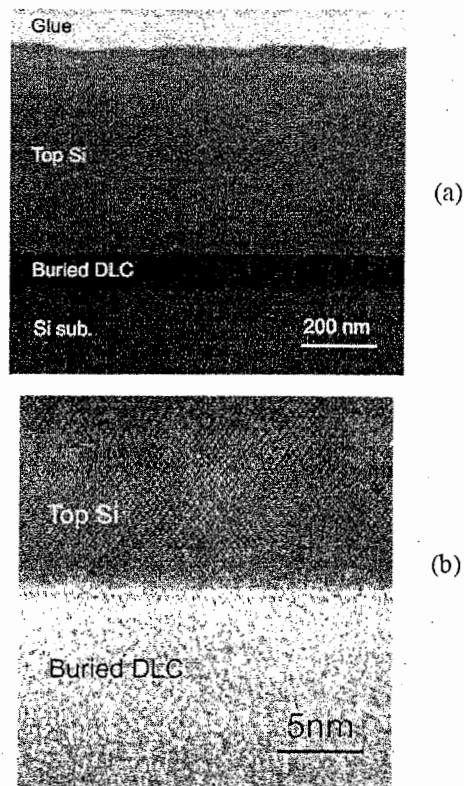 Glue
Top Si
(a)
Buried DLC
Si sub.
200 nm
Top Si
(b)
Buried DLC
5nm